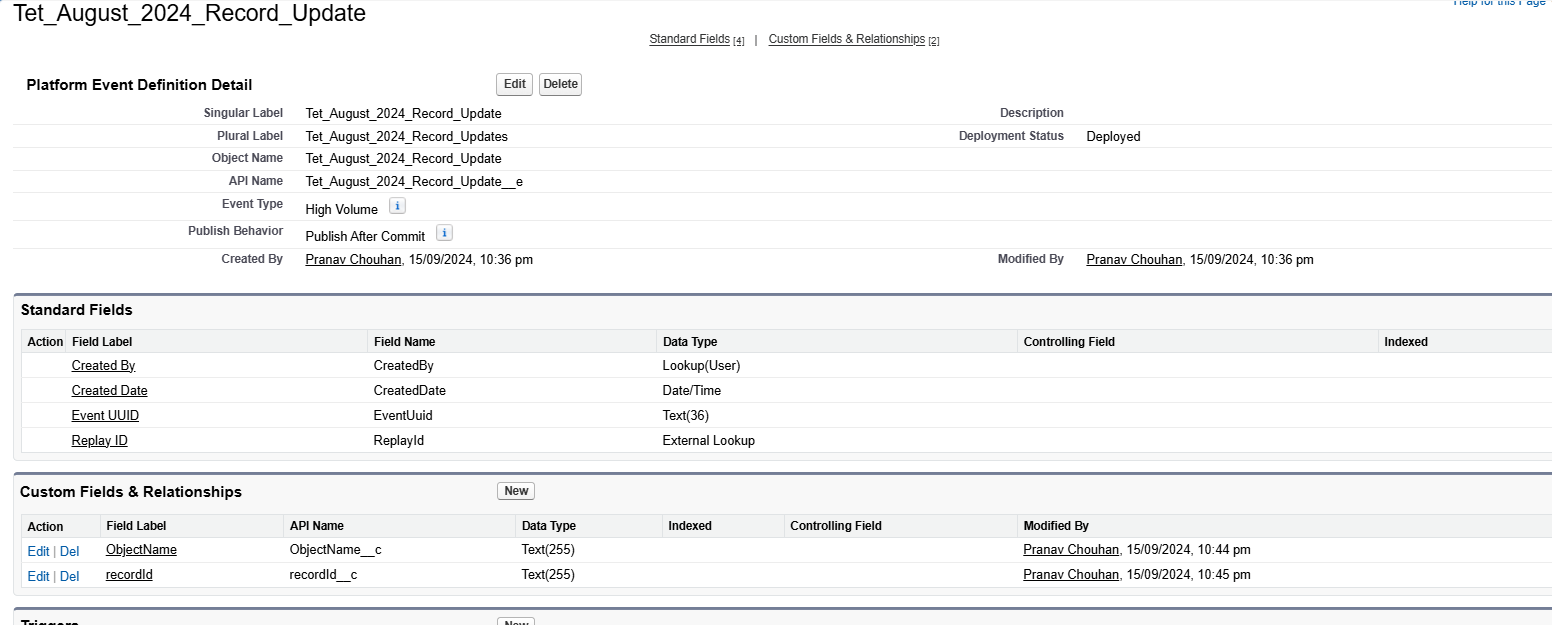 Tet_August_2024_Record_Update
Help for this Page
Standard Fields [4] | Custom Fields & Relationships [2]
Platform Event Definition Detail Edit Delete
Singular Label Tet_August_2024_Record_Update Description
Plural Label Tet_August_2024_Record_Updates Deployment Status Deployed
Object Name Tet_August_2024_Record_Update
API Name Tet_August_2024_Record_Update__e
Event Type High Volume i
Publish Behavior Publish After Commit i
Created By Pranav Chouhan, 15/09/2024, 10:36 pm Modified By Pranav Chouhan, 15/09/2024, 10:36 pm
Standard Fields
Action Field Label Field Name Data Type Controlling Field Indexed
Created By CreatedBy Lookup(User)
Created Date CreatedDate Date/Time
Event UUID EventUuid Text(36)
Replay ID ReplayId External Lookup
Custom Fields & Relationships New
Action Field Label API Name Data Type Indexed Controlling Field Modified By
Edit | Del ObjectName ObjectName__c Text(255) Pranav Chouhan, 15/09/2024, 10:44 pm
Edit | Del recordId recordId__c Text(255) Pranav Chouhan, 15/09/2024, 10:45 pm
Triggers New